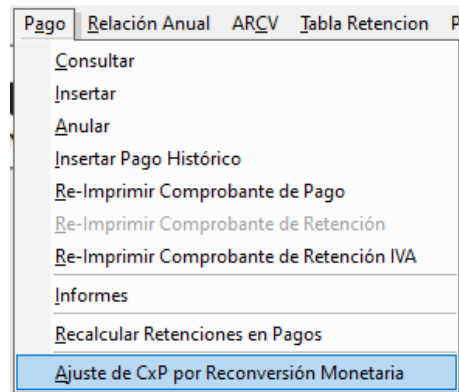 Pago Relación Anual ARCV Tabla Retencion P
Consultar
Insertar
Anular
Insertar Pago Histórico
Re-Imprimir Comprobante de Pago
Re-Imprimir Comprobante de Retención
Re-Imprimir Comprobante de Retención IVA
Informes
Recalcular Retenciones en Pagos
Ajuste de CxP por Reconversión Monetaria